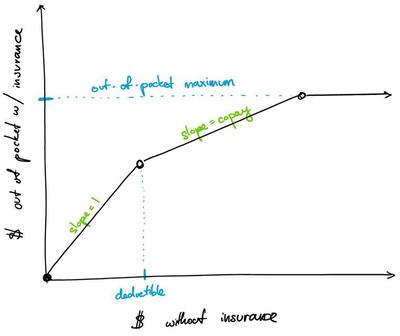 $ out of pocket w/ insurance
out-of-pocket maximum
slope = copay
slope = 1
deductible
$ without insurance